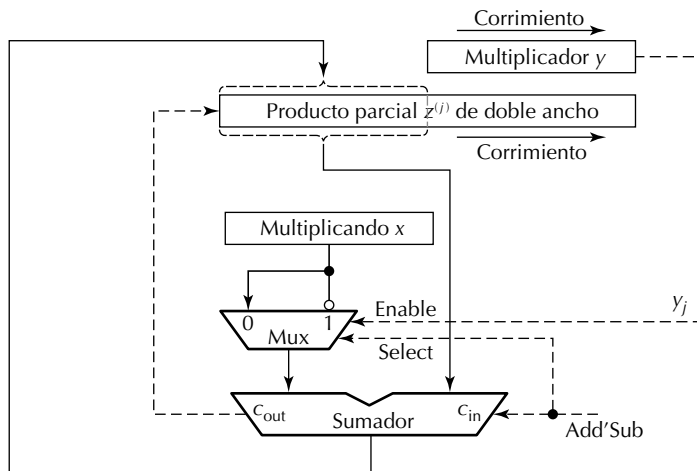 Corrimiento
Multiplicador y
Producto parcial z^(j) de doble ancho
Corrimiento
Multiplicando x
0 1
Mux
Enable
y_j
Select
c_out
Sumador
c_in
Add'Sub